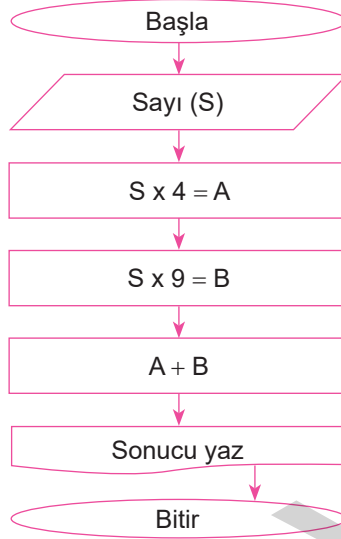 Başla
Sayı (S)
S x 4 = A
S x 9 = B
A + B
Sonucu yaz
Bitir